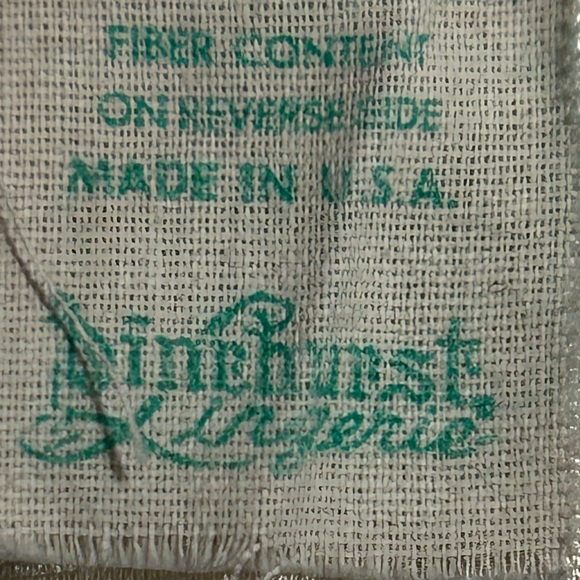 FIBER CONTENT
ON REVERSE SIDE
MADE IN U.S.A.
Pinehurst
Lingerie